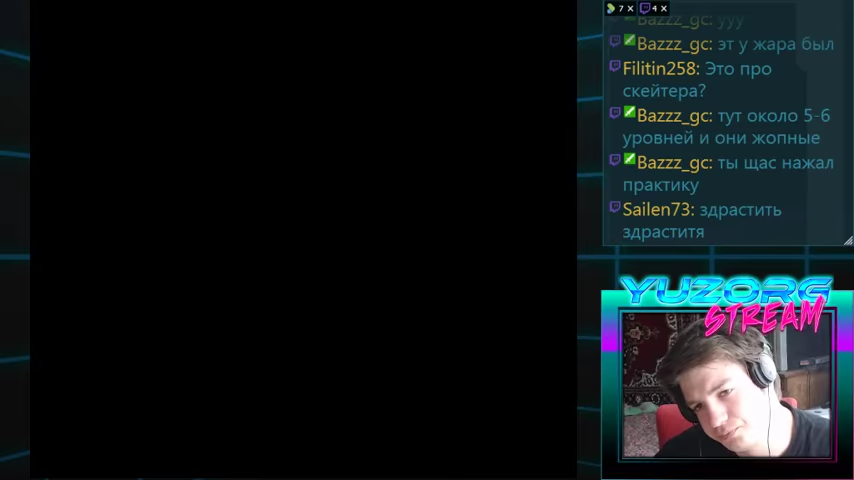 7 × 4 ×
Bazzz_gc: ууу
Bazzz_gc: эт у жара был
Filitin258: Это про
скейтера?
Bazzz_gc: тут около 5-6
уровней и они жопные
Bazzz_gc: ты щас нажал
практику
Sailen73: здрастить
здраститя
YUZORG
STREAM